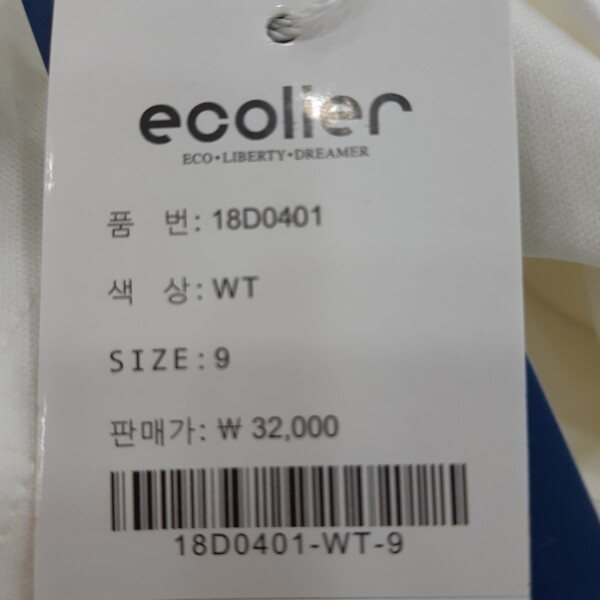 ecolier
ECO•LIBERTY•DREAMER
품 번: 18D0401
색 상: WT
SIZE: 9
판매가: ₩ 32,000
18D0401-WT-9